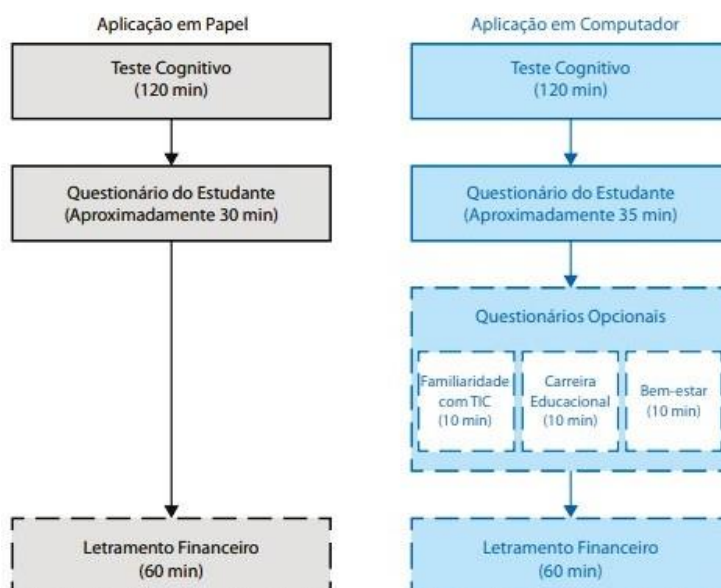 Aplicação em Papel
Teste Cognitivo
(120 min)
Questionário do Estudante
(Aproximadamente 30 min)
Letramento Financeiro
(60 min)
Aplicação em Computador
Teste Cognitivo
(120 min)
Questionário do Estudante
(Aproximadamente 35 min)
Questionários Opcionais
Familiaridade
com TIC
(10 min)
Carreira
Educacional
(10 min)
Bem-estar
(10 min)
Letramento Financeiro
(60 min)